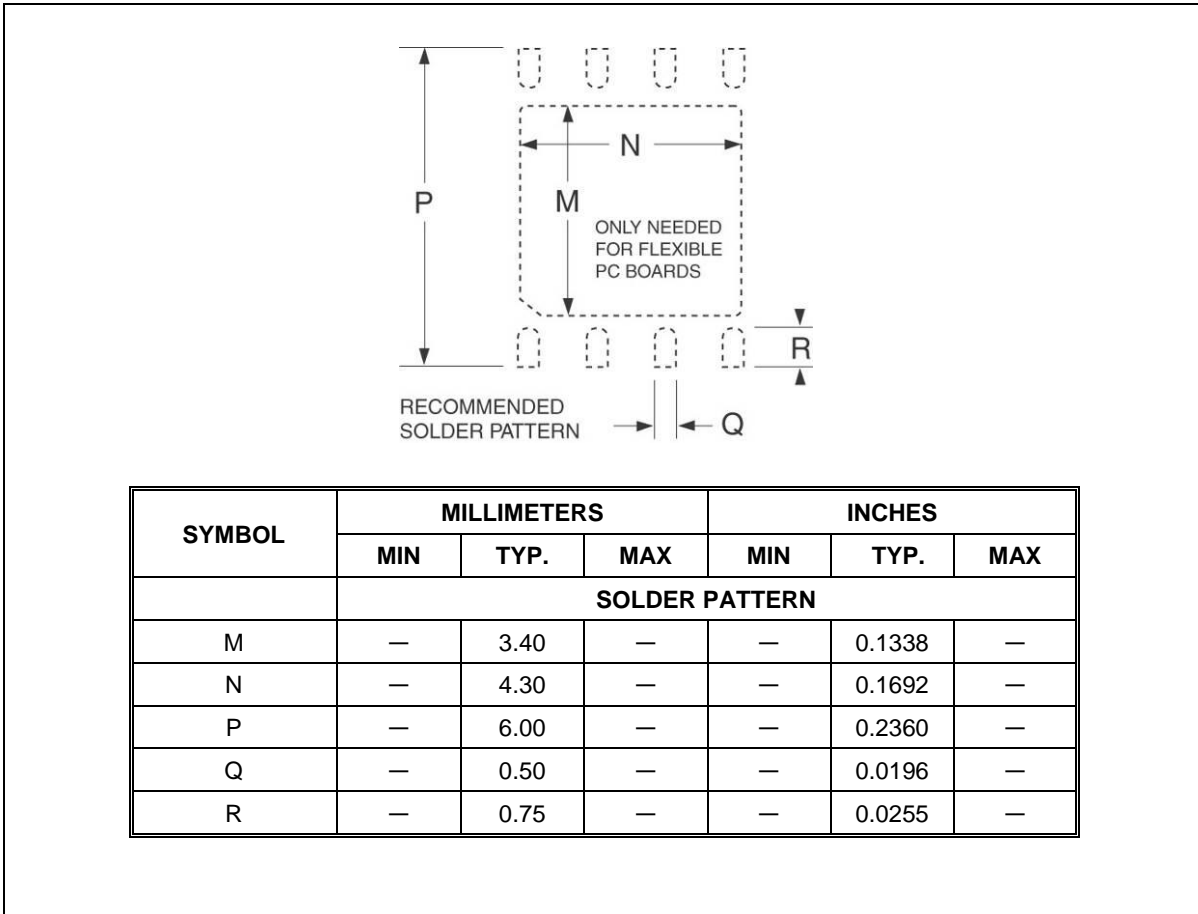 N
P
M
ONLY NEEDED
FOR FLEXIBLE
PC BOARDS
R
RECOMMENDED
SOLDER PATTERN
Q
SYMBOL MILLIMETERS INCHES
MIN TYP. MAX MIN TYP. MAX
SOLDER PATTERN
M — 3.40 — — 0.1338 —
N — 4.30 — — 0.1692 —
P — 6.00 — — 0.2360 —
Q — 0.50 — — 0.0196 —
R — 0.75 — — 0.0255 —